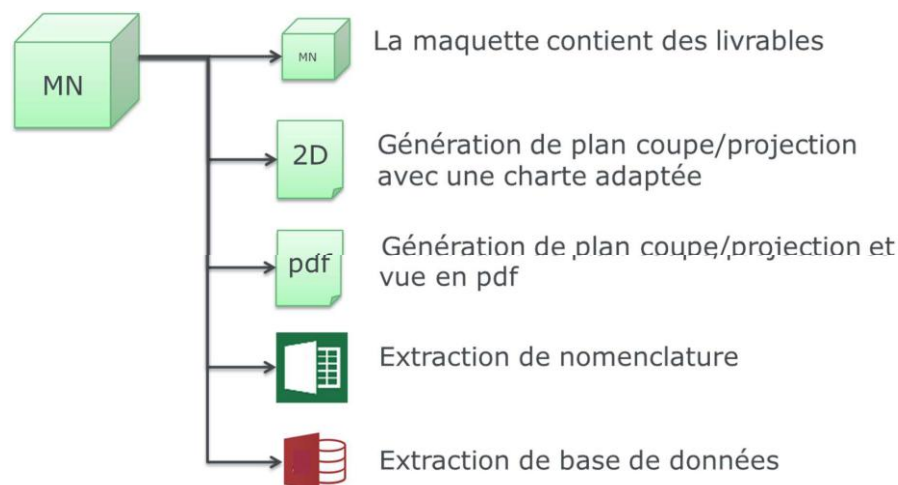 MN
MN
La maquette contient des livrables
2D
Génération de plan coupe/projection
avec une charte adaptée
pdf
Génération de plan coupe/projection et
vue en pdf
Extraction de nomenclature
Extraction de base de données